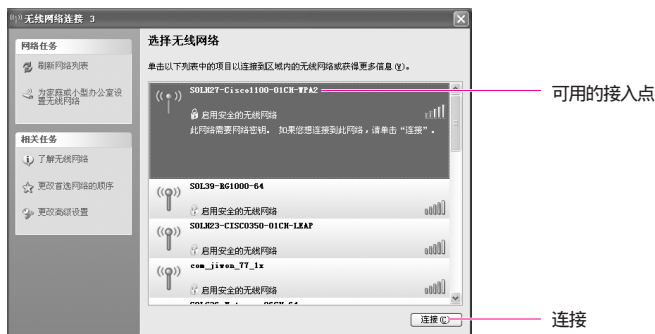 无线网络连接 3
网络任务
刷新网络列表
为家庭或小型办公室设
置无线网络
相关任务
了解无线网络
更改首选网络的顺序
更改高级设置
选择无线网络
单击以下列表中的项目以连接到区域内的无线网络或获得更多信息(W)。
SOLH27-Cisco1100-01CH-WPA2
启用安全的无线网络
此网络需要网络密钥。如果您想连接到此网络，请单击“连接”。
SOL39-RG1000-64
启用安全的无线网络
SOLH23-CISCO350-01CH-LEAP
启用安全的无线网络
com_jiwon_77_1x
启用安全的无线网络
连接(C)
可用的接入点
连接